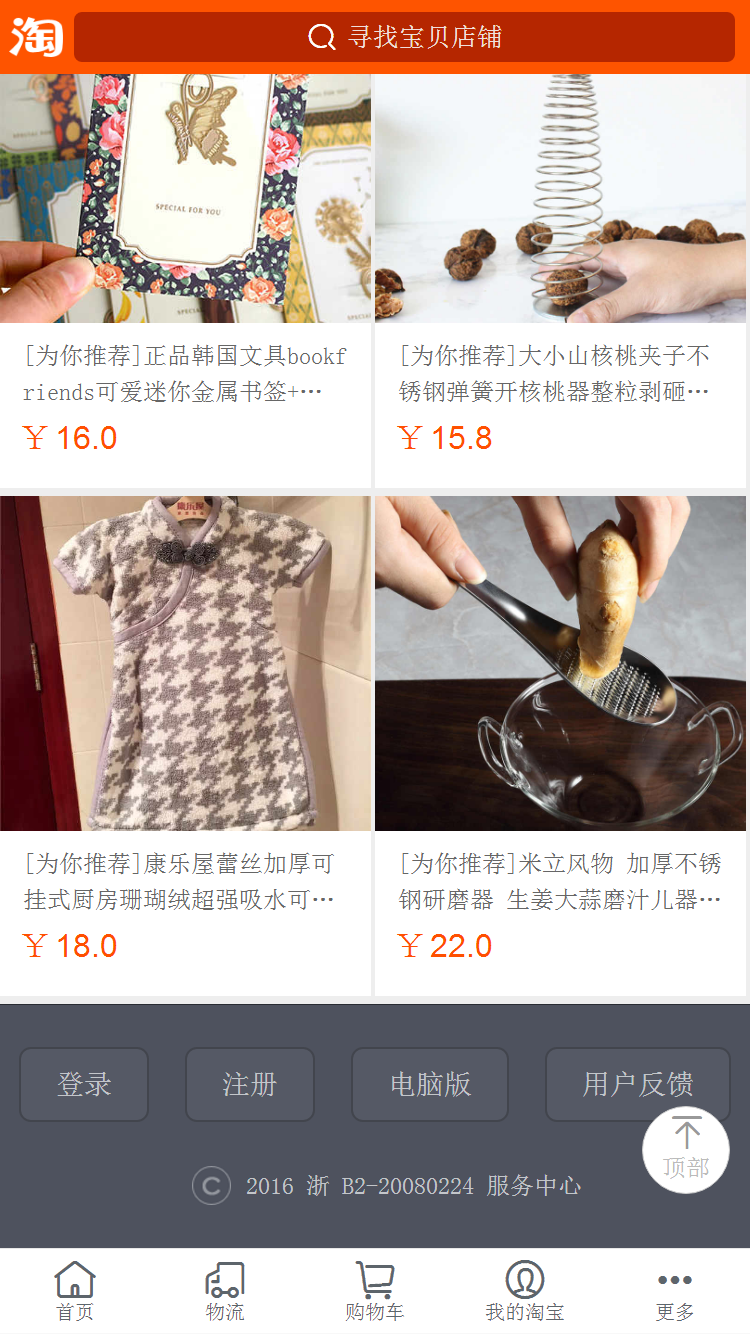 淘 寻找宝贝店铺
SPECIAL FOR YOU
[为你推荐]正品韩国文具bookf
riends可爱迷你金属书签+…
￥16.0
[为你推荐]大小山核桃夹子不
锈钢弹簧开核桃器整粒剥砸…
￥15.8
康乐屋
[为你推荐]康乐屋蕾丝加厚可
挂式厨房珊瑚绒超强吸水可…
￥18.0
[为你推荐]米立风物 加厚不锈
钢研磨器 生姜大蒜磨汁儿器…
￥22.0
登录 注册 电脑版 用户反馈
顶部
© 2016 浙 B2-20080224 服务中心
首页 物流 购物车 我的淘宝 更多